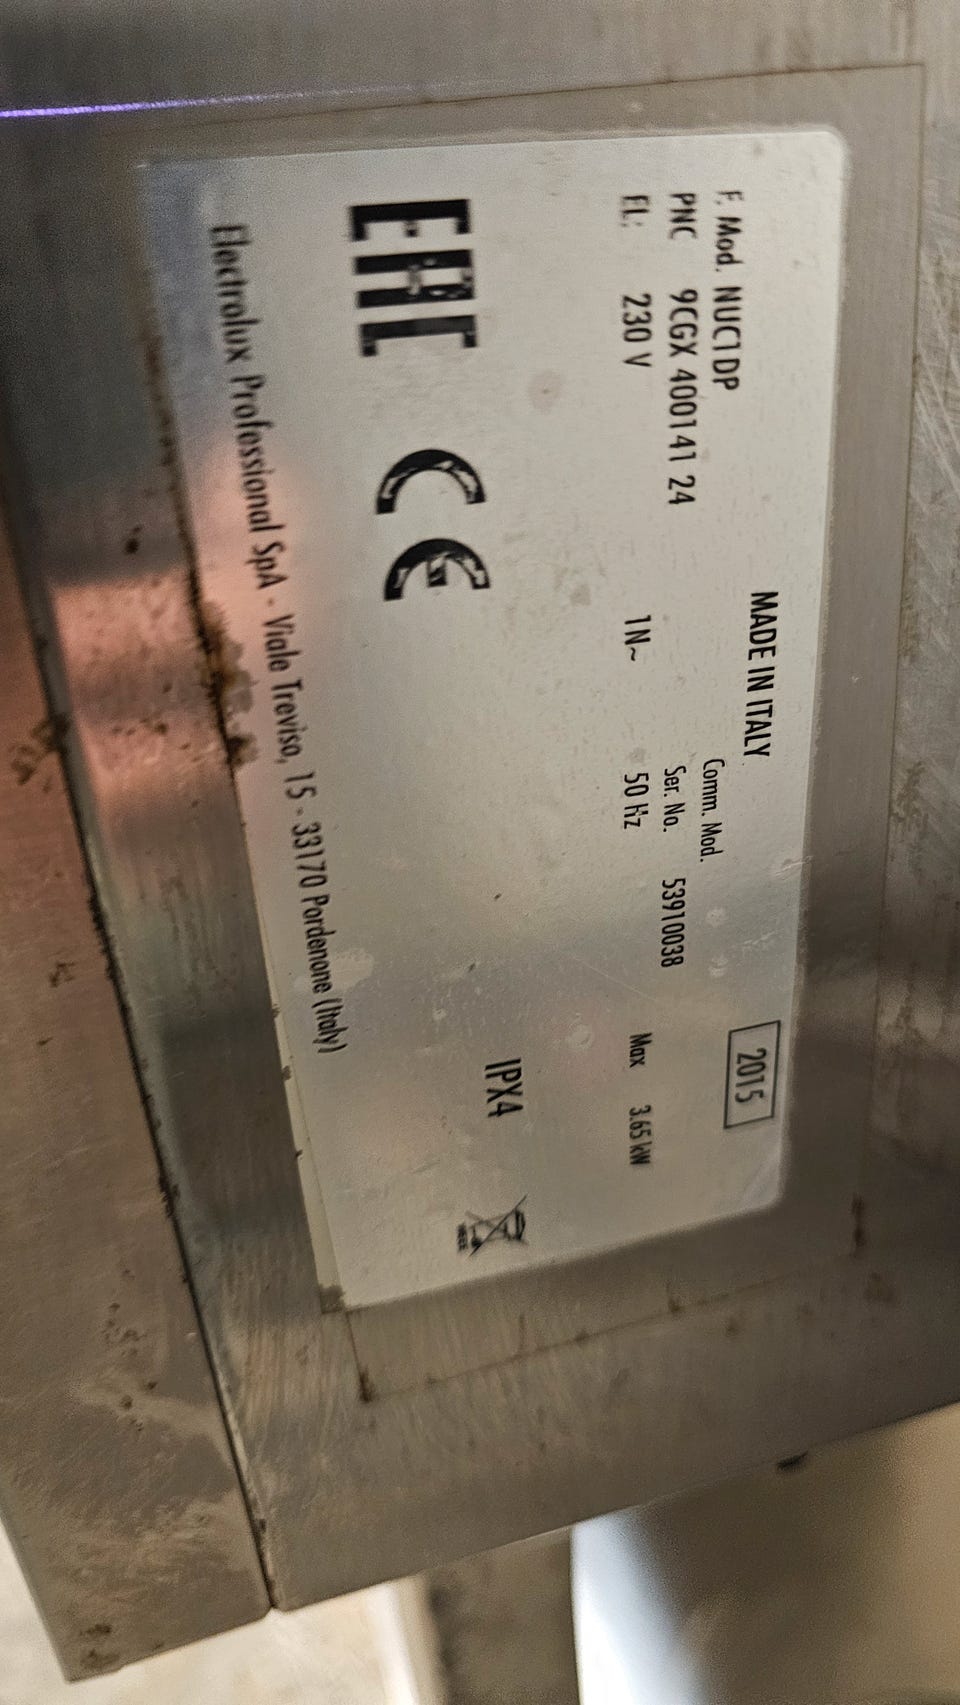 MADE IN ITALY
2015
F. Mod. NUC1DP
Comm. Mod.
PNC 9CGX 400141 24
Ser. No. 53910038
EL: 230 V 1N~ 50 Hz Max 3.65 kW
IPX4
EAC CE
Electrolux Professional SpA - Viale Treviso, 15 - 33170 Pordenone (Italy)